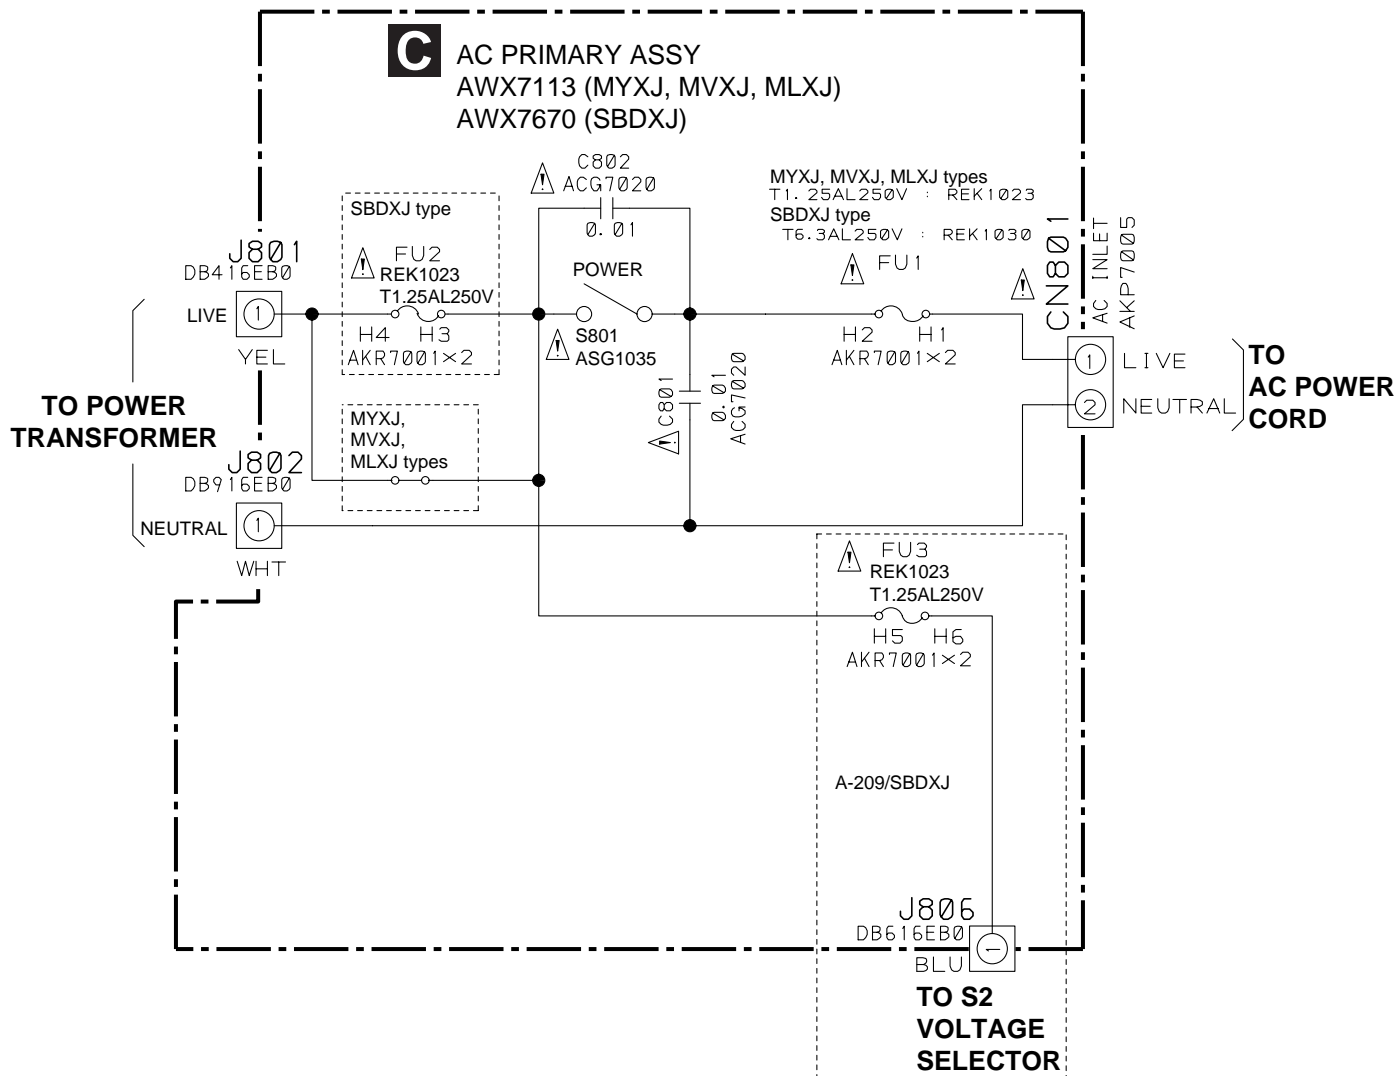 C
AC PRIMARY ASSY
AWX7113 (MYXJ, MVXJ, MLXJ)
AWX7670 (SBDXJ)
C802
ACG7020
0.01
MYXJ, MVXJ, MLXJ types
T1.25AL250V : REK1023
SBDXJ type
T6.3AL250V : REK1030
FU1
CN801
AC INLET
AKP7005
SBDXJ type
FU2
REK1023
T1.25AL250V
H4 H3
AKR7001×2
J801
DB416EB0
LIVE
1
YEL
POWER
S801
ASG1035
H2 H1
AKR7001×2
1 LIVE
2 NEUTRAL
TO
AC POWER
CORD
C801
0.01
ACG7020
TO POWER
TRANSFORMER
MYXJ,
MVXJ,
MLXJ types
J802
DB916EB0
NEUTRAL
1
WHT
FU3
REK1023
T1.25AL250V
H5 H6
AKR7001×2
A-209/SBDXJ
J806
DB616EB0
1
BLU
TO S2
VOLTAGE
SELECTOR